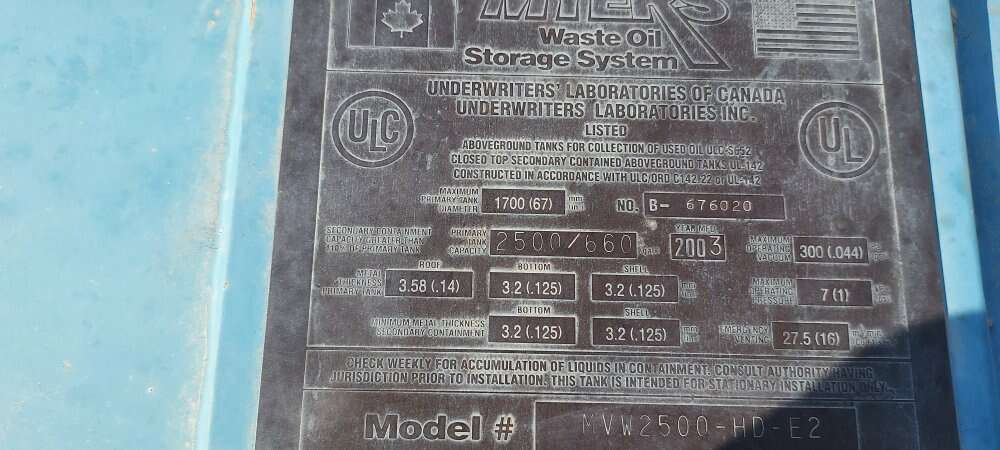 MYERS
Waste Oil
Storage System
UNDERWRITERS' LABORATORIES OF CANADA
UNDERWRITERS LABORATORIES INC.
LISTED
ULC
UL
ABOVEGROUND TANKS FOR COLLECTION OF USED OIL
CLOSED TOP SECONDARY CONTAINED ABOVEGROUND TANKS UL-142
CONSTRUCTED IN ACCORDANCE WITH ULC/ORD C142.22 or UL-142
MAXIMUM PRIMARY TANK DIAMETER 1700 (67) NO. B- 676020
SECONDARY CONTAINMENT CAPACITY GREATER THAN OF PRIMARY TANK PRIMARY TANK CAPACITY 2500/660 YEAR MFG. 2003 MAXIMUM OPERATING VACUUM 300 (.044)
ROOF BOTTOM SHELL
METAL THICKNESS PRIMARY TANK 3.58 (.14) 3.2 (.125) 3.2 (.125) MAXIMUM OPERATING PRESSURE 7 (1)
BOTTOM SHELL
MINIMUM METAL THICKNESS SECONDARY CONTAINMENT 3.2 (.125) 3.2 (.125) EMERGENCY VENTING 27.5 (16)
CHECK WEEKLY FOR ACCUMULATION OF LIQUIDS IN CONTAINMENT. CONSULT AUTHORITY HAVING
JURISDICTION PRIOR TO INSTALLATION. THIS TANK IS INTENDED FOR STATIONARY INSTALLATION ONLY.
Model # MVW2500-HD-E2